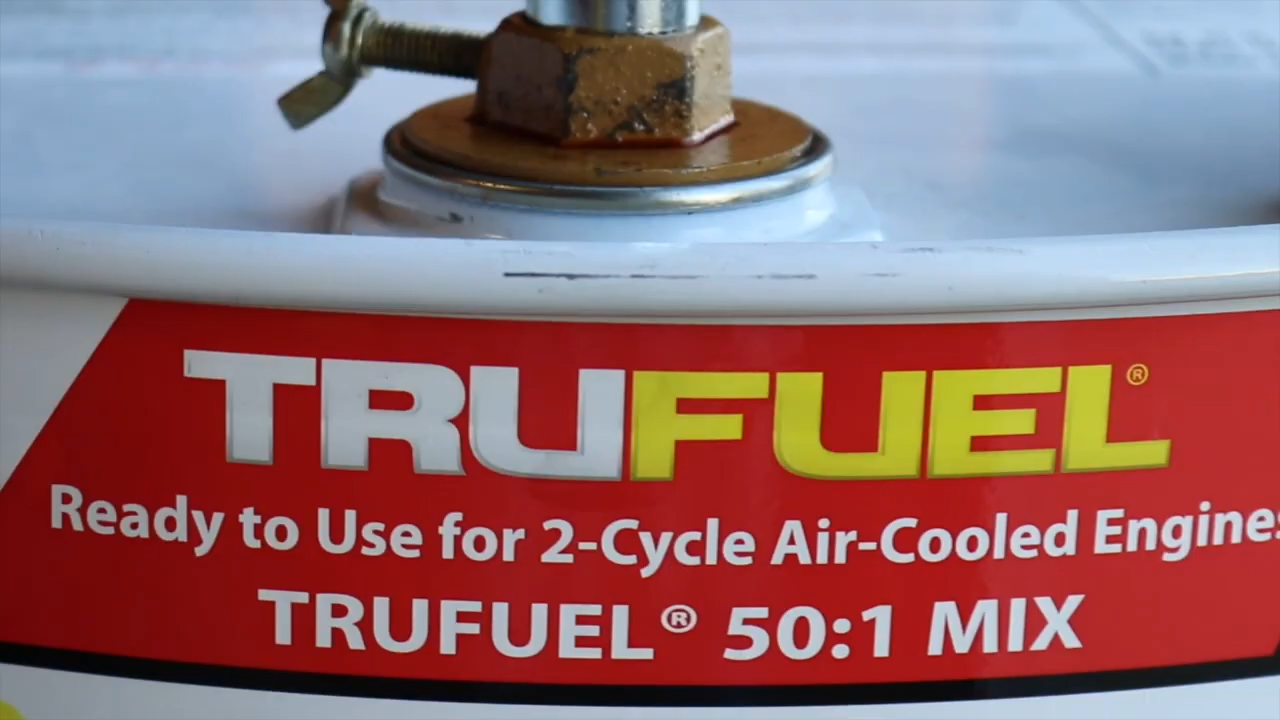 TRUFUEL®
Ready to Use for 2-Cycle Air-Cooled Engines
TRUFUEL® 50:1 MIX